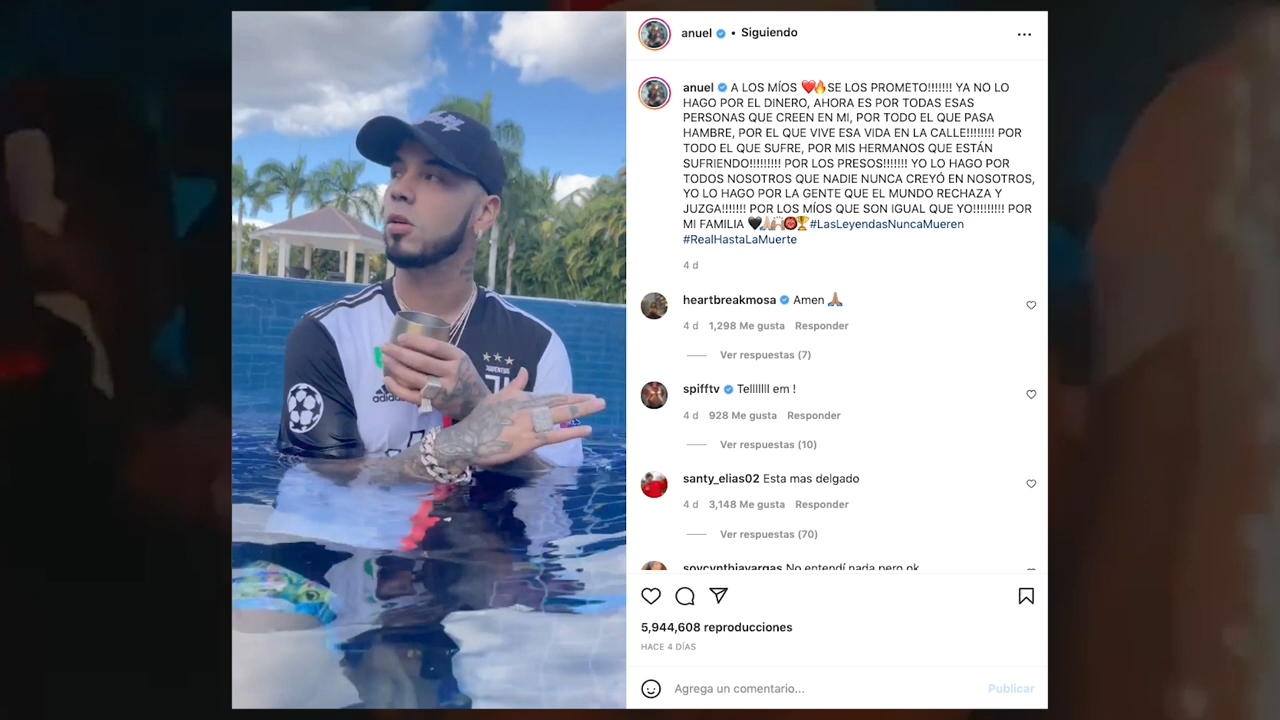 anuel • Siguiendo
anuel A LOS MÍOS ❤️🔥SE LOS PROMETO!!!!!!! YA NO LO
HAGO POR EL DINERO, AHORA ES POR TODAS ESAS
PERSONAS QUE CREEN EN MI, POR TODO EL QUE PASA
HAMBRE, POR EL QUE VIVE ESA VIDA EN LA CALLE!!!!!!!! POR
TODO EL QUE SUFRE, POR MIS HERMANOS QUE ESTÁN
SUFRIENDO!!!!!!!!! POR LOS PRESOS!!!!!!! YO LO HAGO POR
TODOS NOSOTROS QUE NADIE NUNCA CREYÓ EN NOSOTROS,
YO LO HAGO POR LA GENTE QUE EL MUNDO RECHAZA Y
JUZGA!!!!!!! POR LOS MÍOS QUE SON IGUAL QUE YO!!!!!!!!! POR
MI FAMILIA #LasLeyendasNuncaMueren
#RealHastaLaMuerte
4 d
heartbreakmosa Amen 🙏🏽
4 d 1,298 Me gusta Responder
Ver respuestas (7)
spifftv Telllllll em !
4 d 928 Me gusta Responder
Ver respuestas (10)
santy_elias02 Esta mas delgado
4 d 3,148 Me gusta Responder
Ver respuestas (70)
soycynthiavargas No entendí nada pero ok
5,944,608 reproducciones
HACE 4 DÍAS
Agrega un comentario...
Publicar
JUVENTUS
adidas